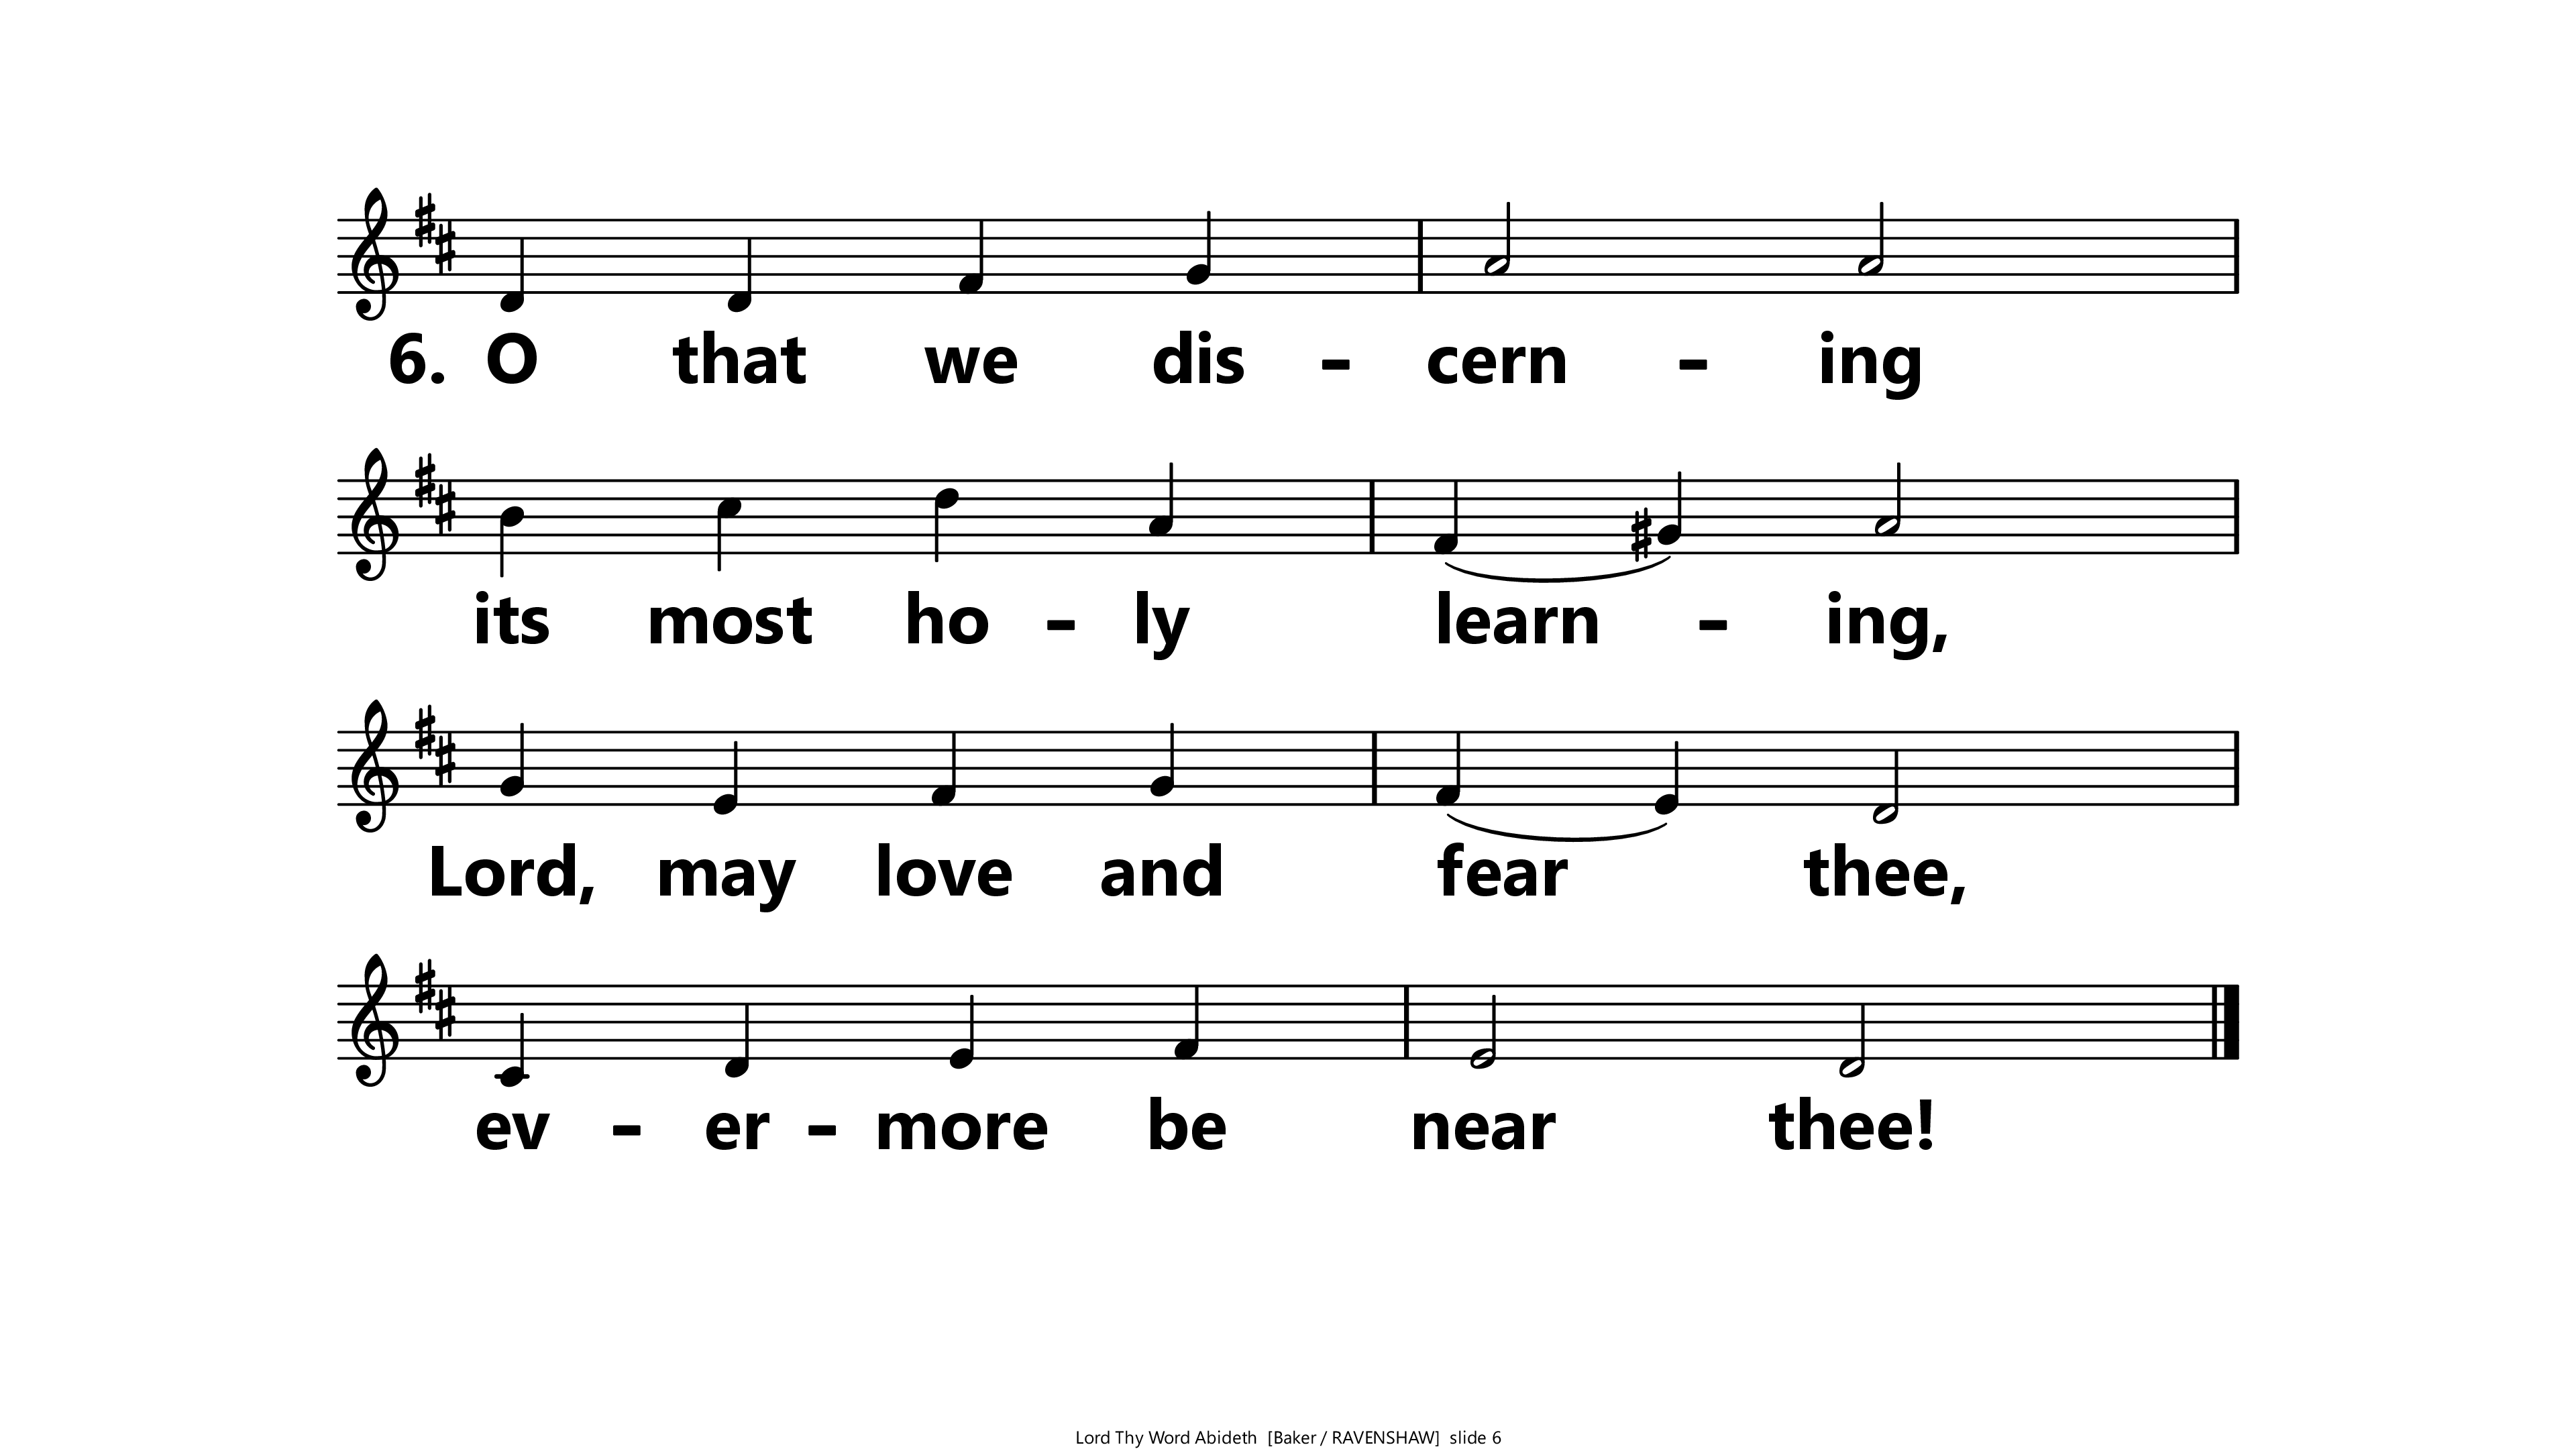 6. O that we dis - cern - ing
its most ho - ly learn - ing,
Lord, may love and fear thee,
ev - er - more be near thee!
Lord Thy Word Abideth [Baker / RAVENSHAW] slide 6